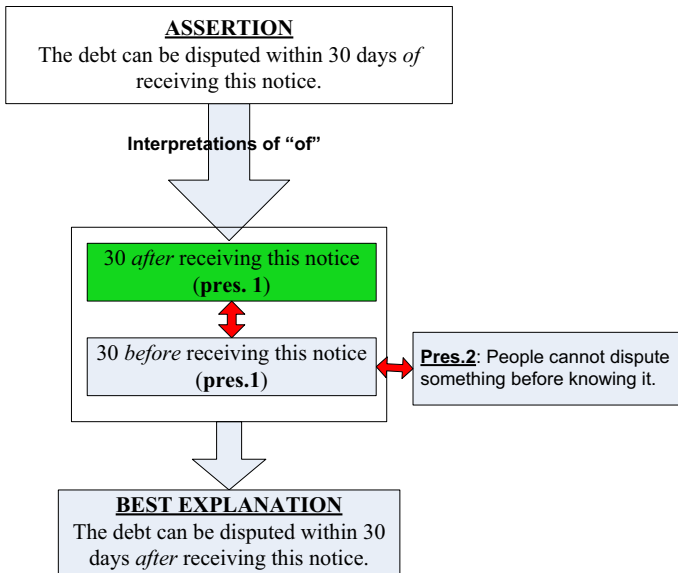 ASSERTION
The debt can be disputed within 30 days of
receiving this notice.
Interpretations of “of”
30 after receiving this notice
(pres. 1)
30 before receiving this notice
(pres.1)
Pres.2: People cannot dispute
something before knowing it.
BEST EXPLANATION
The debt can be disputed within 30
days after receiving this notice.